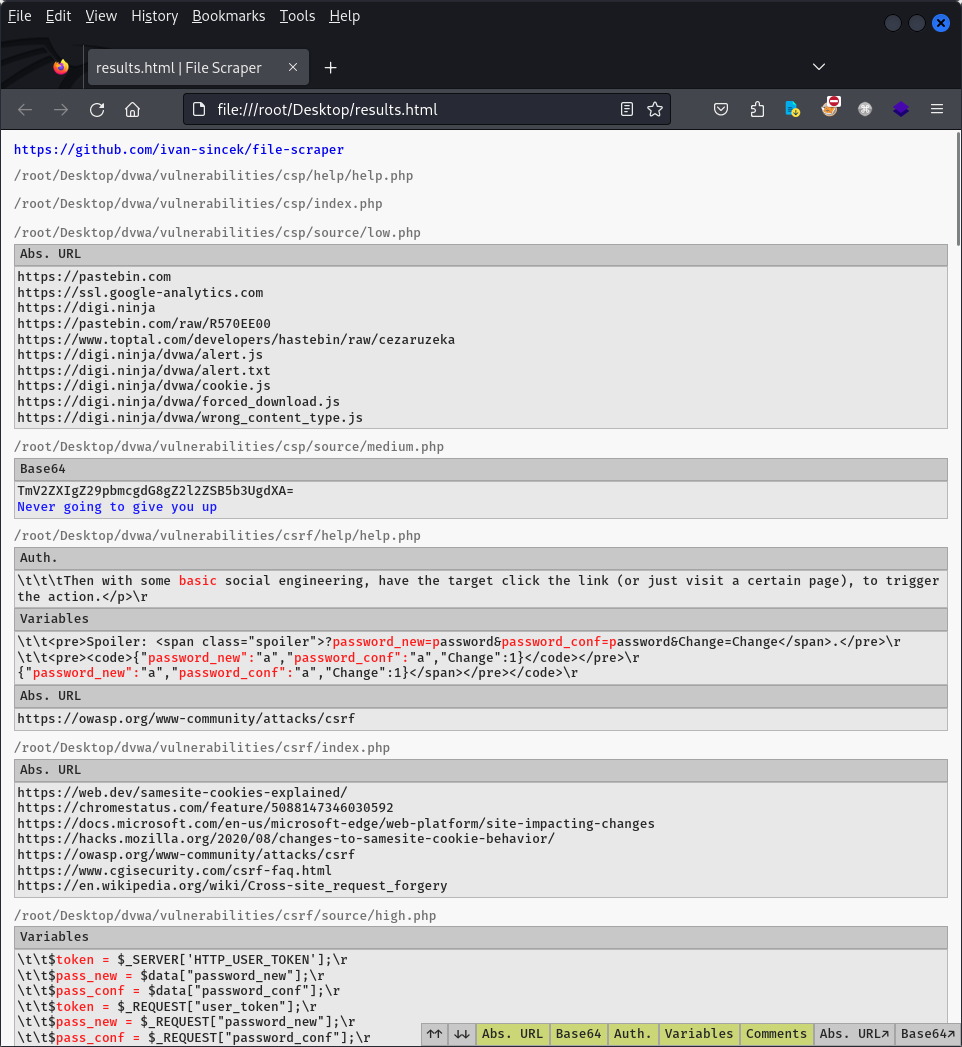 File Edit View History Bookmarks Tools Help
results.html | File Scraper
file:///root/Desktop/results.html
https://github.com/ivan-sincek/file-scraper
/root/Desktop/dvwa/vulnerabilities/csp/help/help.php
/root/Desktop/dvwa/vulnerabilities/csp/index.php
/root/Desktop/dvwa/vulnerabilities/csp/source/low.php
Abs. URL
https://pastebin.com
https://ssl.google-analytics.com
https://digi.ninja
https://pastebin.com/raw/R570EE00
https://www.toptal.com/developers/hastebin/raw/cezaruzeka
https://digi.ninja/dvwa/alert.js
https://digi.ninja/dvwa/alert.txt
https://digi.ninja/dvwa/cookie.js
https://digi.ninja/dvwa/forced_download.js
https://digi.ninja/dvwa/wrong_content_type.js
/root/Desktop/dvwa/vulnerabilities/csp/source/medium.php
Base64
TmV2ZXIgZ29pbmcgdG8gZ2l2ZSB5b3UgdXA=
Never going to give you up
/root/Desktop/dvwa/vulnerabilities/csrf/help/help.php
Auth.
\t\t\tThen with some basic social engineering, have the target click the link (or just visit a certain page), to trigger
the action.</p>\r
Variables
\t\t<pre>Spoiler: <span class="spoiler">?password_new=password&password_conf=password&Change=Change</span>.</pre>\r
\t\t<pre><code>{"password_new":"a","password_conf":"a","Change":1}</code></pre>\r
{"password_new":"a","password_conf":"a","Change":1}</span></pre></code>\r
Abs. URL
https://owasp.org/www-community/attacks/csrf
/root/Desktop/dvwa/vulnerabilities/csrf/index.php
Abs. URL
https://web.dev/samesite-cookies-explained/
https://chromestatus.com/feature/5088147346030592
https://docs.microsoft.com/en-us/microsoft-edge/web-platform/site-impacting-changes
https://hacks.mozilla.org/2020/08/changes-to-samesite-cookie-behavior/
https://owasp.org/www-community/attacks/csrf
https://www.cgisecurity.com/csrf-faq.html
https://en.wikipedia.org/wiki/Cross-site_request_forgery
/root/Desktop/dvwa/vulnerabilities/csrf/source/high.php
Variables
\t\t$token = $_SERVER['HTTP_USER_TOKEN'];\r
\t\t$pass_new = $data["password_new"];\r
\t\t$pass_conf = $data["password_conf"];\r
\t\t$token = $_REQUEST["user_token"];\r
\t\t$pass_new = $_REQUEST["password_new"];\r
\t\t$pass_conf = $_REQUEST["password_conf"];\r
↑↑ ↓↓ Abs. URL Base64 Auth. Variables Comments Abs. URL↗ Base64↗